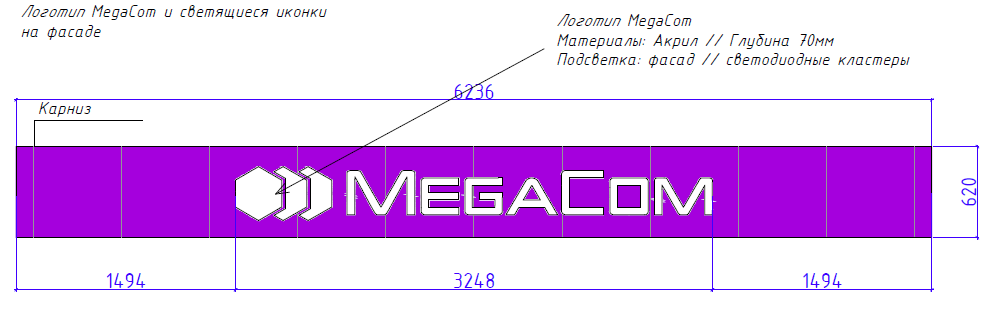 Логотип MegaCom и светящиеся иконки
на фасаде
Логотип MegaCom
Материалы: Акрил // Глубина 70мм
Подсветка: фасад // светодиодные кластеры
6236
Карниз
MEGACOM
620
1494
3248
1494